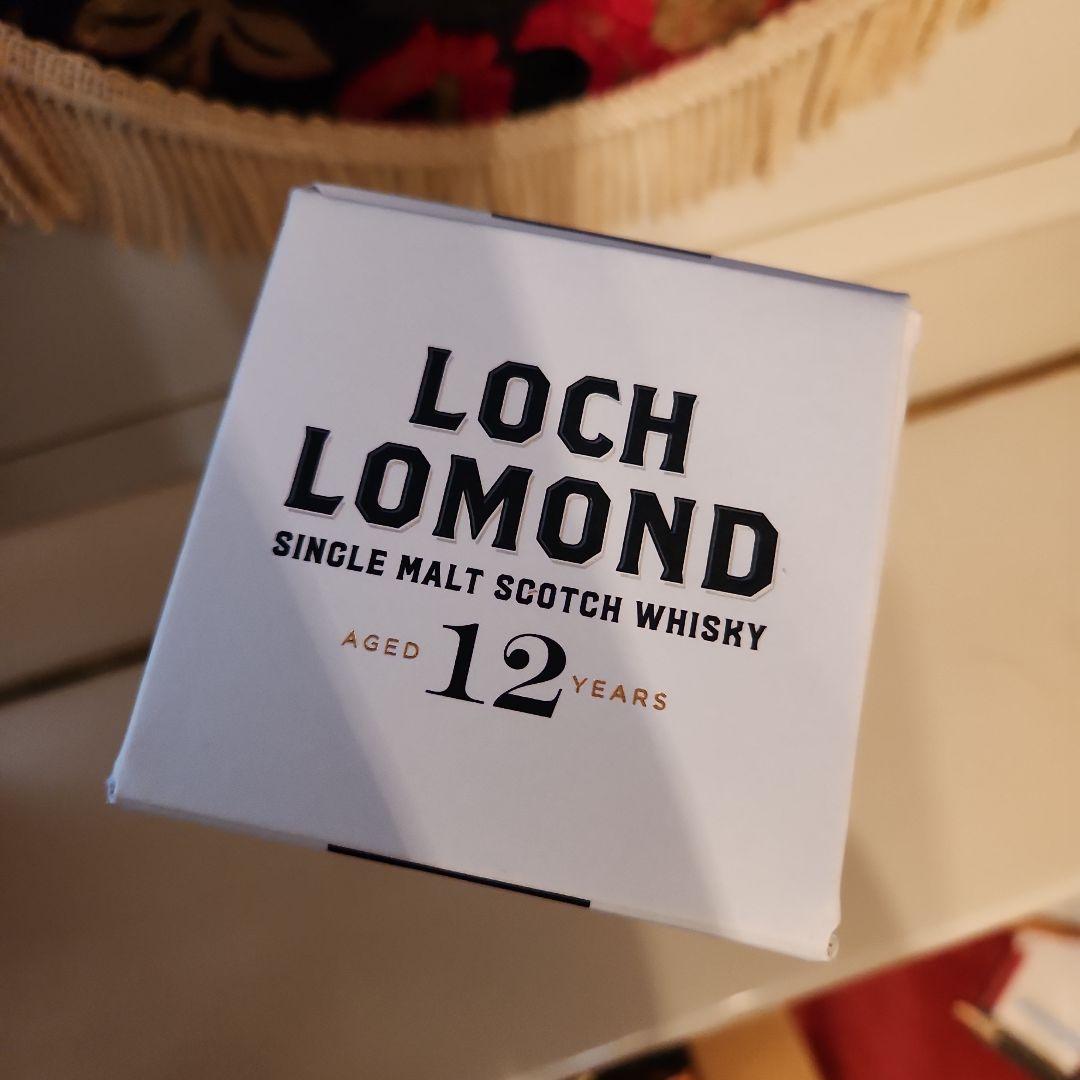 LOCH
LOMOND
SINGLE MALT SCOTCH WHISKY
AGED 12 YEARS